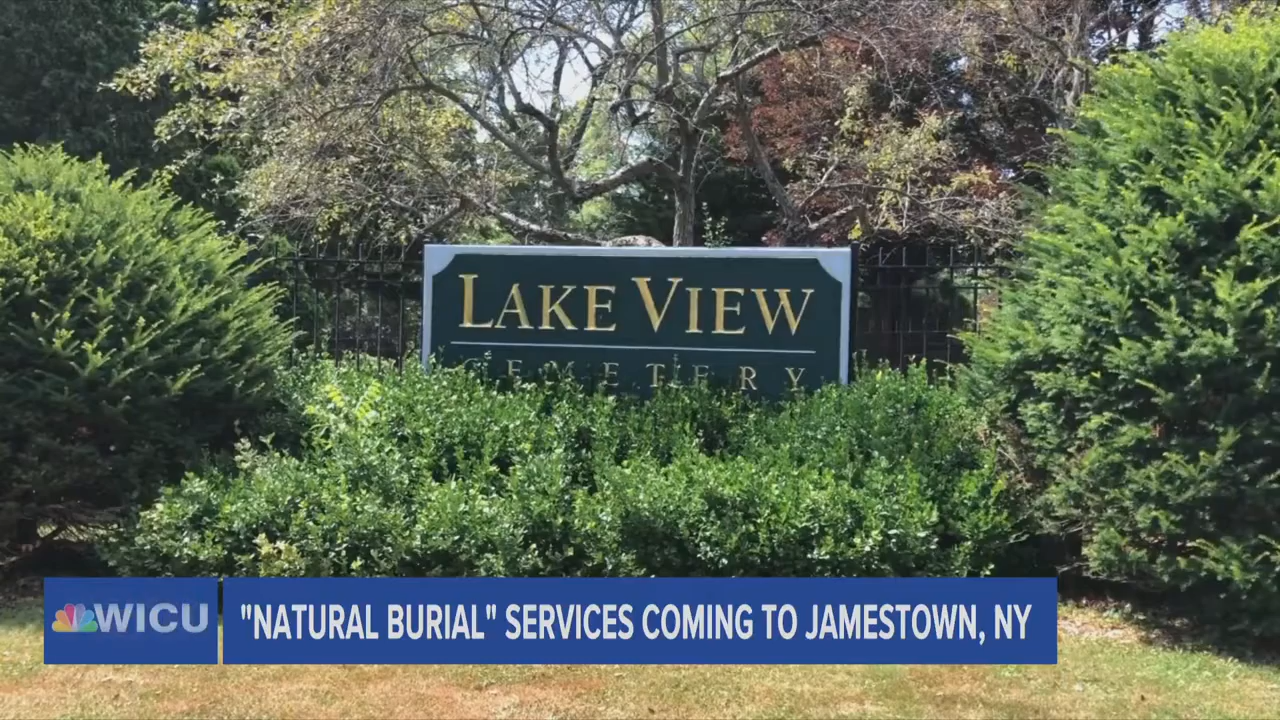 LAKE VIEW
CEMETERY
WICU
"NATURAL BURIAL" SERVICES COMING TO JAMESTOWN, NY